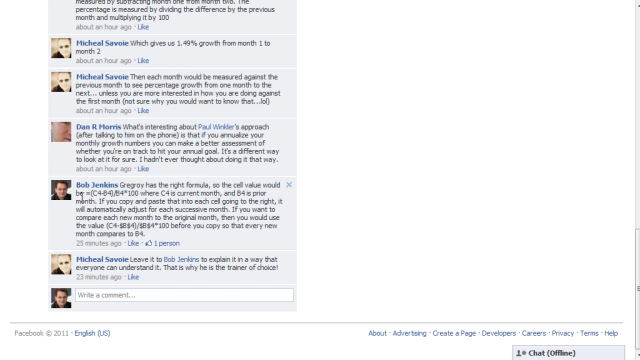 measured by subtracting month one from month two. The
percentage is measured by dividing the difference by the previous
month and multiplying it by 100
about an hour ago · Like
Micheal Savoie Which gives us 1.49% growth from month 1 to
month 2
about an hour ago · Like
Micheal Savoie Then each month would be measured against the
previous month to see percentage growth from one month to the
next... unless you are more interested in how you are doing against
the first month (not sure why you would want to know that...lol)
about an hour ago · Like
Dan R Morris What's interesting about Paul Winkler's approach
(after talking to him on the phone) is that if you annualize your
monthly growth numbers you can make a better assessment of
whether you're on track to hit your annual goal. It's a different way
to look at it for sure. I hadn't ever thought about doing it that way.
about an hour ago · Like
Bob Jenkins Gregroy has the right formula, so the cell value would
be =(C4-B4)/B4*100 where C4 is current month, and B4 is prior
month. If you copy and paste that into each cell going to the right, it
will automatically adjust for each successive month. If you want to
compare each new month to the original month, then you would use
the value (C4-$B$4)/$B$4*100 before you copy so that every new
month compares to B4.
25 minutes ago · Like · 1 person
Micheal Savoie Leave it to Bob Jenkins to explain it in a way that
everyone can understand it. That is why he is the trainer of choice!
23 minutes ago · Like
Write a comment...
Facebook © 2011 · English (US)
About · Advertising · Create a Page · Developers · Careers · Privacy · Terms · Help
Chat (Offline)